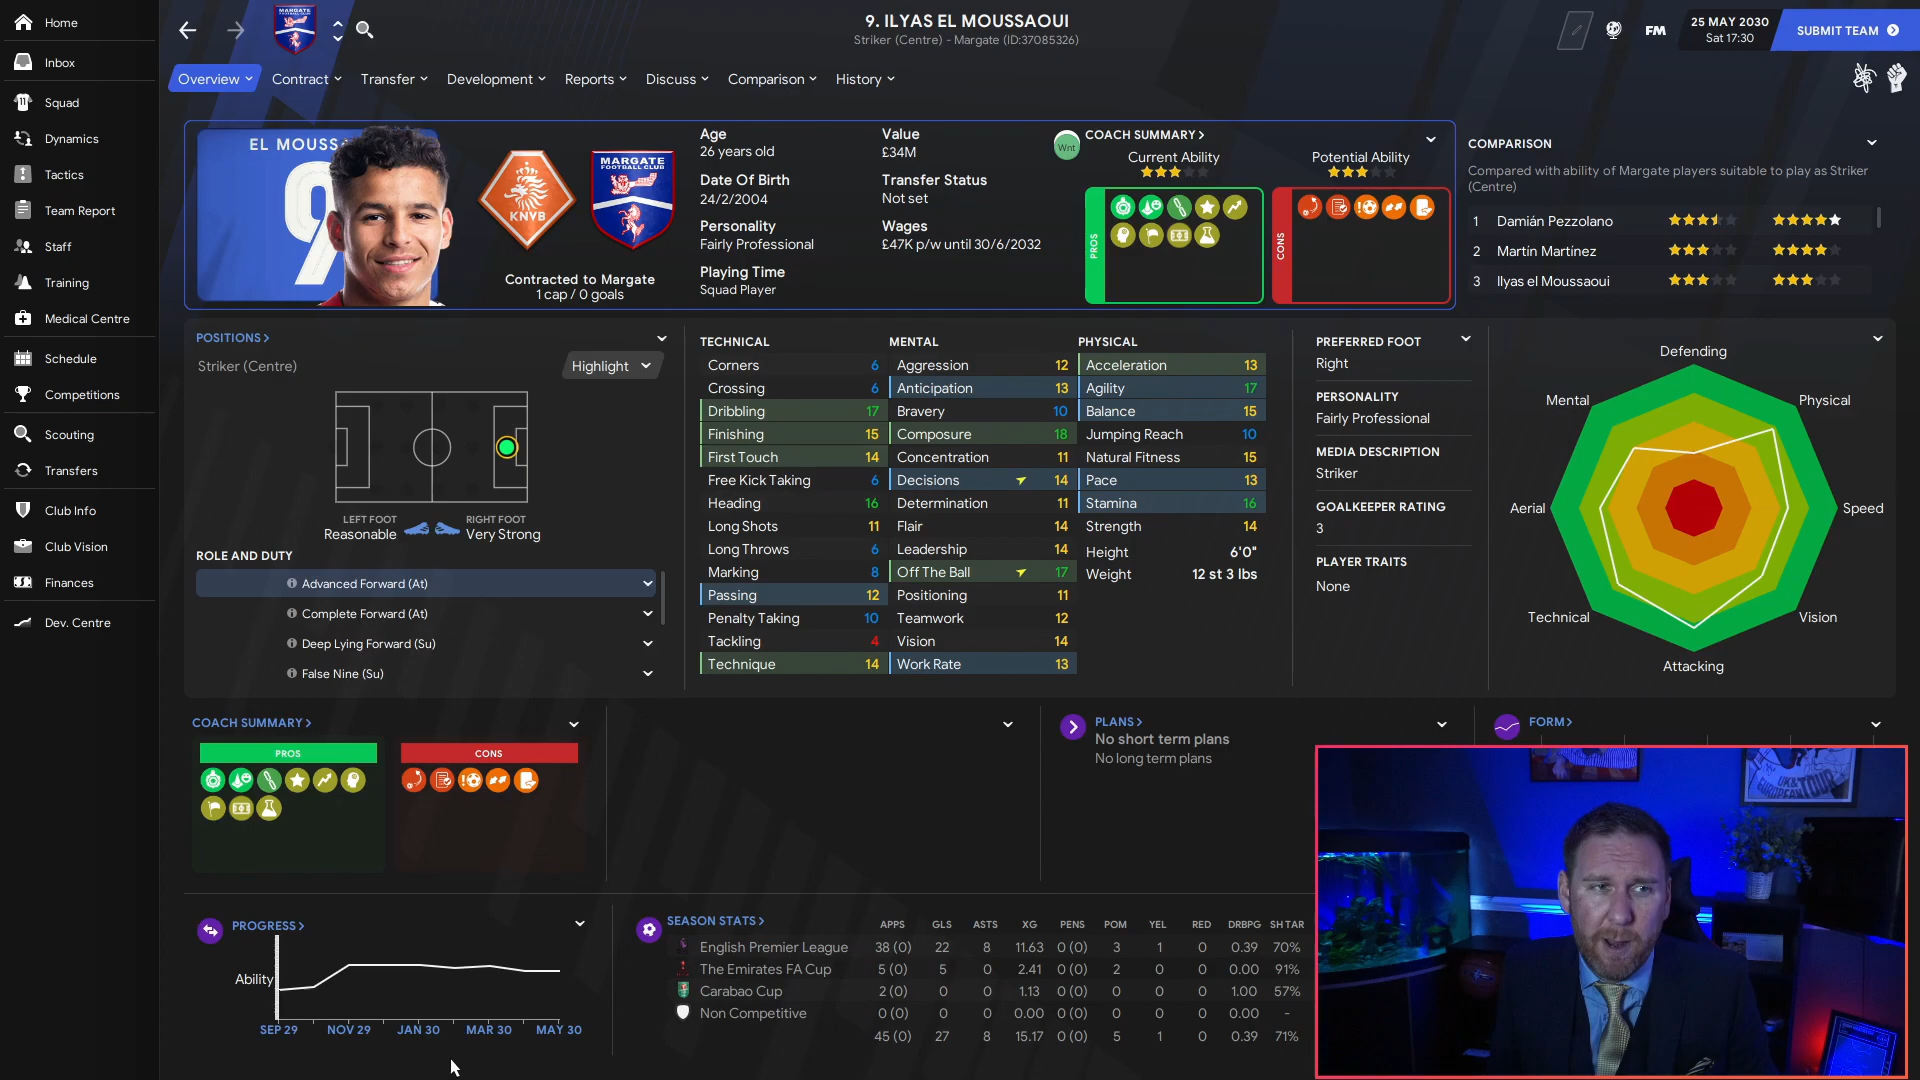 Home
Inbox
Squad
Dynamics
Tactics
Team Report
Staff
Training
Medical Centre
Schedule
Competitions
Scouting
Transfers
Club Info
Club Vision
Finances
Dev. Centre
9. ILYAS EL MOUSSAOUI
Striker (Centre) - Margate (ID:37085326)
FM
25 MAY 2030
Sat 17:30
SUBMIT TEAM
Overview
Contract
Transfer
Development
Reports
Discuss
Comparison
History
EL MOUSS
9
KNVB
MARGATE
FOOTBALL CLUB
Contracted to Margate
1 cap / 0 goals
Age
26 years old
Date Of Birth
24/2/2004
Personality
Fairly Professional
Playing Time
Squad Player
Value
£34M
Transfer Status
Not set
Wages
£47K p/w until 30/6/2032
Wnt
COACH SUMMARY >
Current Ability
Potential Ability
PROS
CONS
COMPARISON
Compared with ability of Margate players suitable to play as Striker
(Centre)
1 Damián Pezzolano
2 Martín Martínez
3 Ilyas el Moussaoui
POSITIONS >
Striker (Centre)
Highlight
LEFT FOOT
Reasonable
RIGHT FOOT
Very Strong
ROLE AND DUTY
Advanced Forward (At)
Complete Forward (At)
Deep Lying Forward (Su)
False Nine (Su)
TECHNICAL
Corners 6
Crossing 6
Dribbling 17
Finishing 15
First Touch 14
Free Kick Taking 6
Heading 16
Long Shots 11
Long Throws 6
Marking 8
Passing 12
Penalty Taking 10
Tackling 4
Technique 14
MENTAL
Aggression 12
Anticipation 13
Bravery 10
Composure 18
Concentration 11
Decisions 14
Determination 11
Flair 14
Leadership 14
Off The Ball 17
Positioning 11
Teamwork 12
Vision 14
Work Rate 13
PHYSICAL
Acceleration 13
Agility 17
Balance 15
Jumping Reach 10
Natural Fitness 15
Pace 13
Stamina 16
Strength 14
Height 6'0"
Weight 12 st 3 lbs
PREFERRED FOOT
Right
PERSONALITY
Fairly Professional
MEDIA DESCRIPTION
Striker
GOALKEEPER RATING
3
PLAYER TRAITS
None
Defending
Mental
Physical
Aerial
Speed
Technical
Vision
Attacking
COACH SUMMARY >
PROS
CONS
PLANS >
No short term plans
No long term plans
FORM >
PROGRESS >
Ability
SEP 29
NOV 29
JAN 30
MAR 30
MAY 30
SEASON STATS > APPS GLS ASTS XG PENS POM YEL RED DRBPG SH TAR
English Premier League 38 (0) 22 8 11.63 0 (0) 3 1 0 0.39 70%
The Emirates FA Cup 5 (0) 5 0 2.41 0 (0) 2 0 0 0.00 91%
Carabao Cup 2 (0) 0 0 1.13 0 (0) 0 0 0 1.00 57%
Non Competitive 0 (0) 0 0 0.00 0 (0) 0 0 0 0.00 -
45 (0) 27 8 15.17 0 (0) 5 1 0 0.39 71%
TOUR